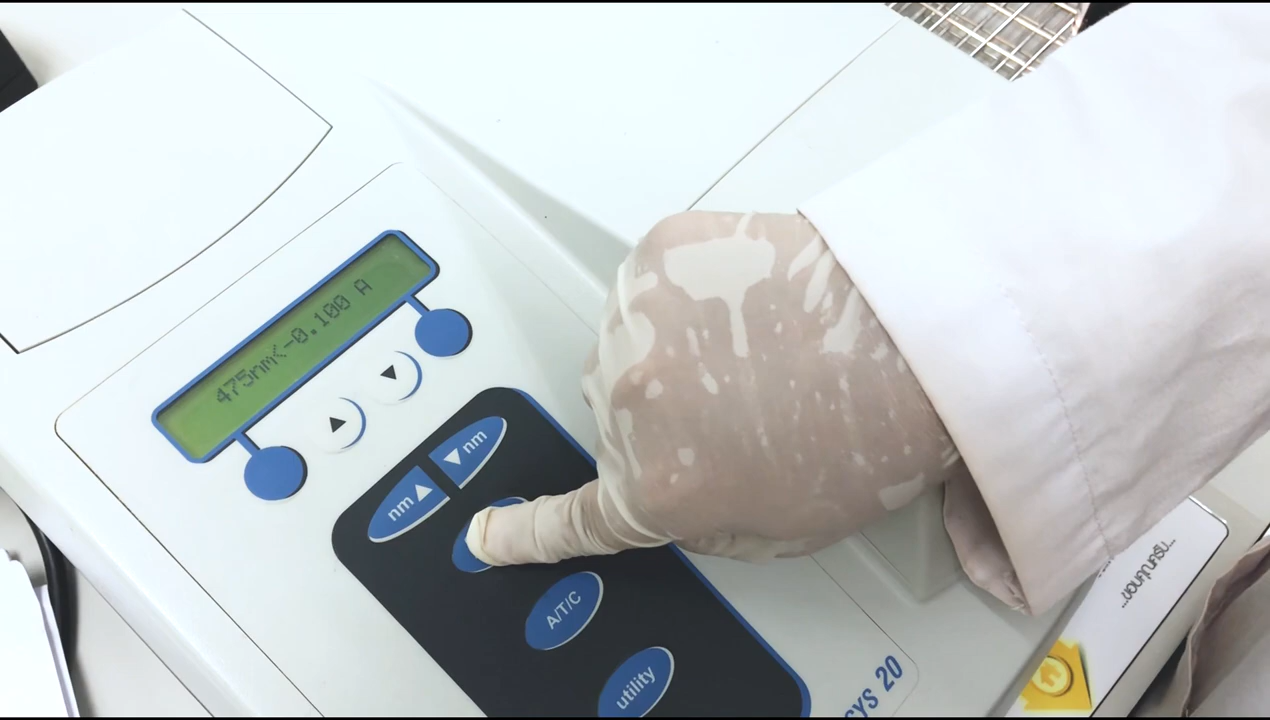 475nm<-0.100 A
▲
▼
nm▲
▼nm
A/T/C
utility
sys 20